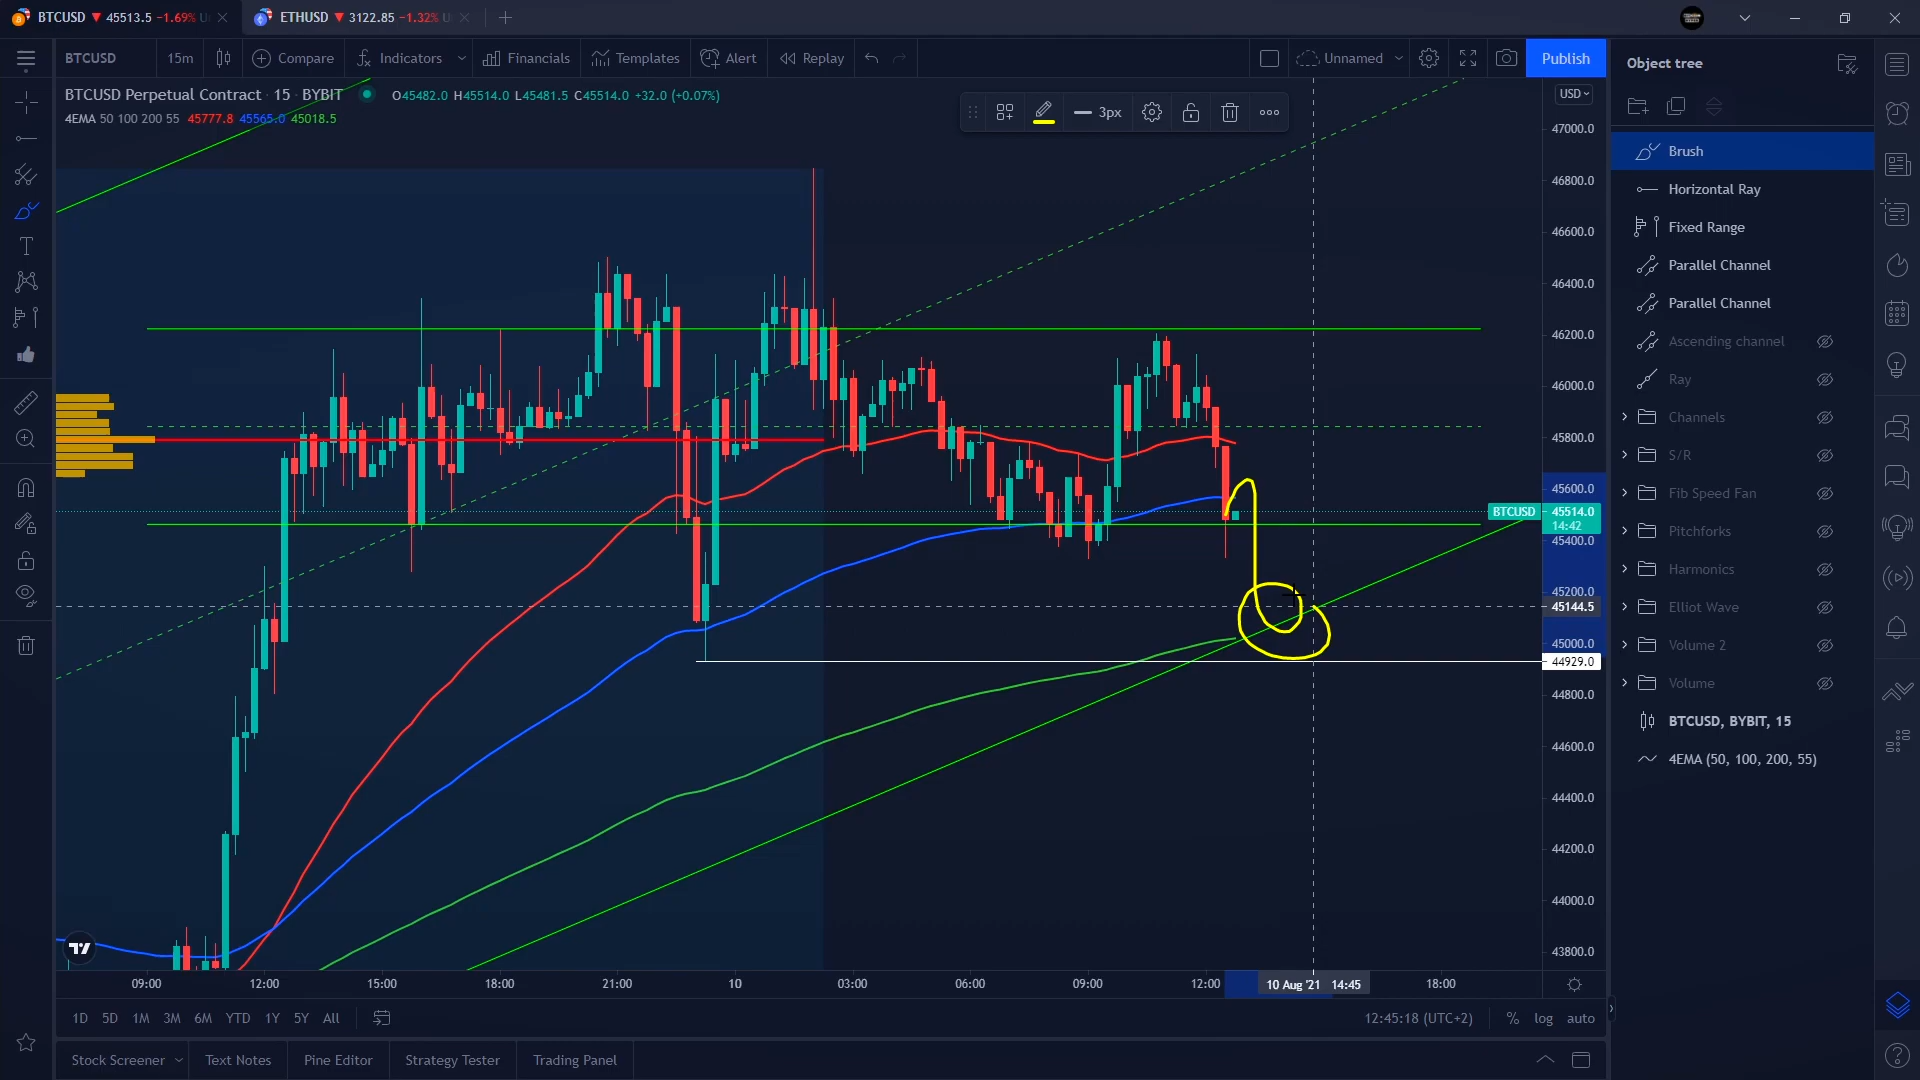 BTCUSD ▼ 45513.5 −1.69% U
ETHUSD ▼ 3122.85 −1.32% U
BTCUSD 15m Compare Indicators Financials Templates Alert Replay Unnamed Publish
BTCUSD Perpetual Contract · 15 · BYBIT O45482.0 H45514.0 L45481.5 C45514.0 +32.0 (+0.07%)
4EMA 50 100 200 55 45777.8 45565.0 45018.5
3px
USD
47000.0
46800.0
46600.0
46400.0
46200.0
46000.0
45800.0
45600.0
BTCUSD 45514.0
14:42
45400.0
45200.0
45144.5
45000.0
44929.0
44800.0
44600.0
44400.0
44200.0
44000.0
43800.0
09:00 12:00 15:00 18:00 21:00 10 03:00 06:00 09:00 12:00 10 Aug '21 14:45 18:00
1D 5D 1M 3M 6M YTD 1Y 5Y All 12:45:18 (UTC+2) % log auto
Stock Screener Text Notes Pine Editor Strategy Tester Trading Panel
Object tree
Brush
Horizontal Ray
Fixed Range
Parallel Channel
Parallel Channel
Ascending channel
Ray
Channels
S/R
Fib Speed Fan
Pitchforks
Harmonics
Elliot Wave
Volume 2
Volume
BTCUSD, BYBIT, 15
4EMA (50, 100, 200, 55)